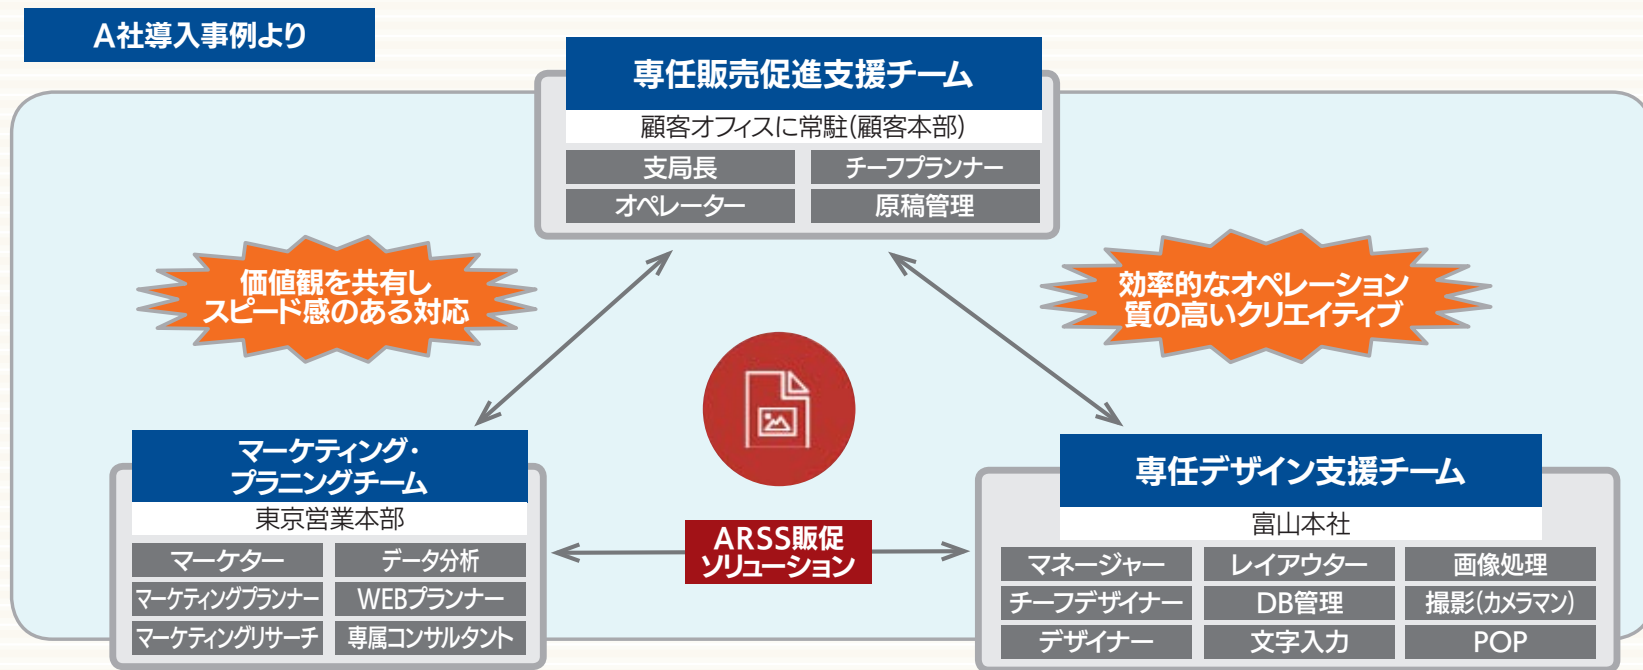 A社導入事例より
専任販売促進支援チーム
顧客オフィスに常駐(顧客本部)
支局長
チーフプランナー
オペレーター
原稿管理
価値観を共有し
スピード感のある対応
効率的なオペレーション
質の高いクリエイティブ
マーケティング・
プラニングチーム
東京営業本部
マーケター
データ分析
マーケティングプランナー
WEBプランナー
マーケティングリサーチ
専属コンサルタント
ARSS販促
ソリューション
専任デザイン支援チーム
富山本社
マネージャー
レイアウター
画像処理
チーフデザイナー
DB管理
撮影(カメラマン)
デザイナー
文字入力
POP